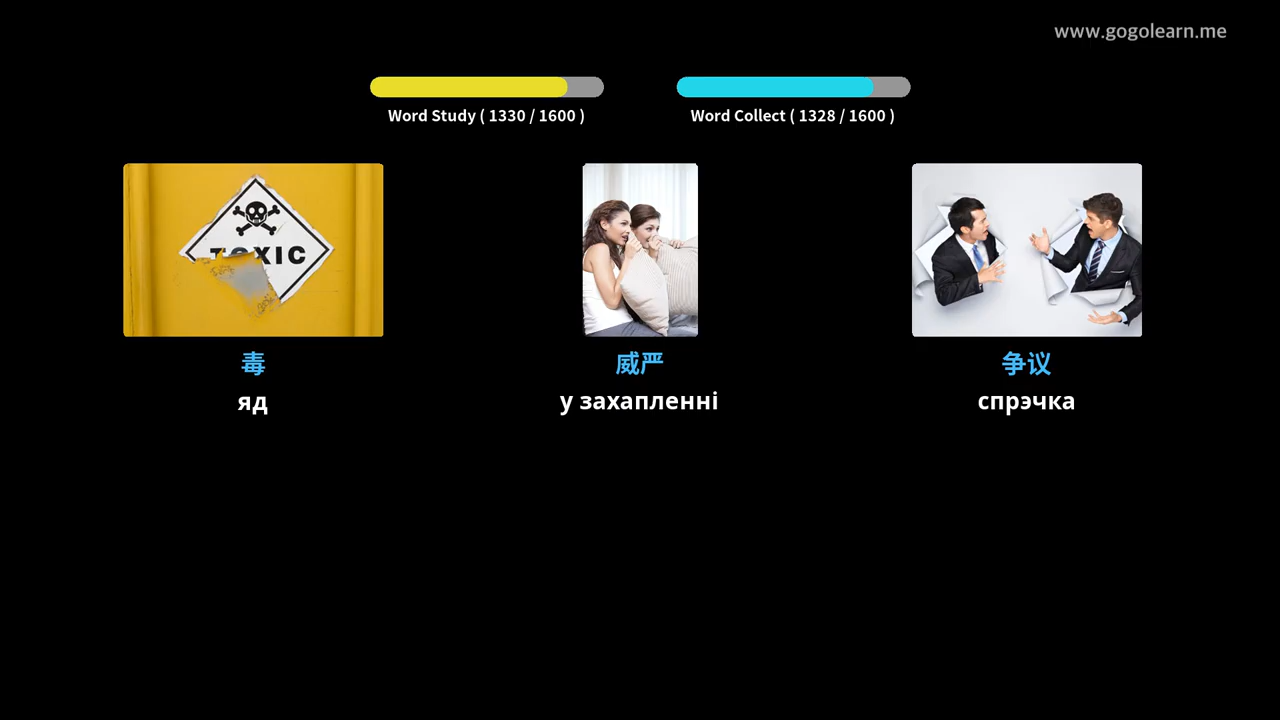 www.gogolearn.me
Word Study ( 1330 / 1600 )
Word Collect ( 1328 / 1600 )
TOXIC
毒
威严
争议
яд
у захапленні
спрэчка